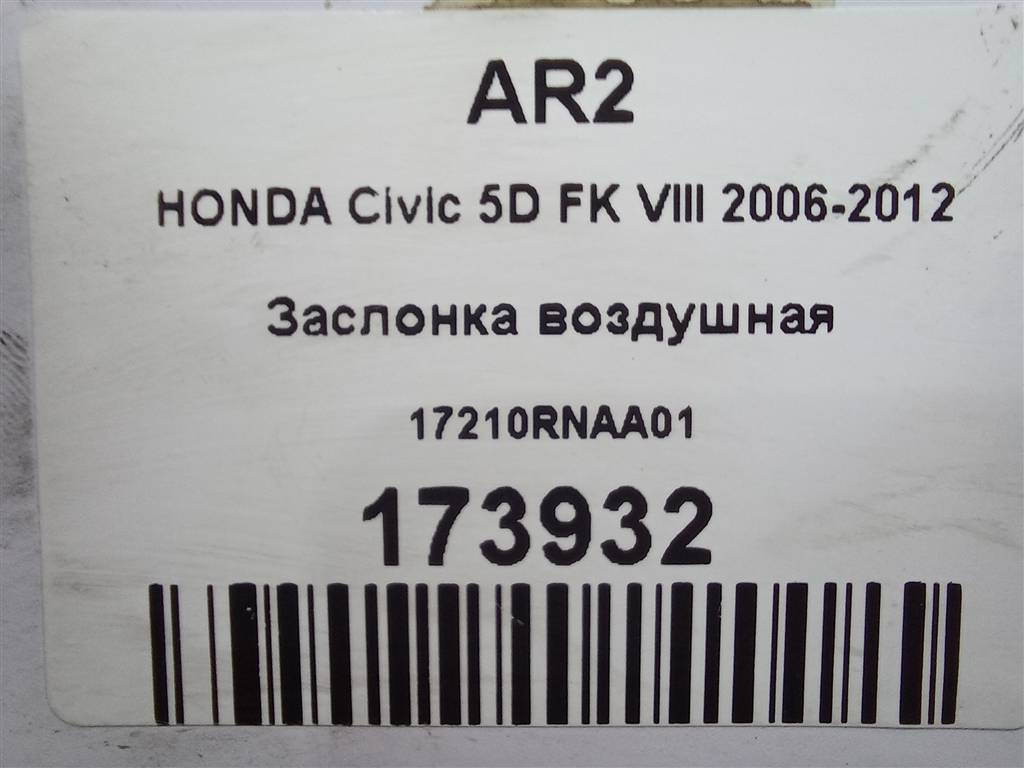 AR2
HONDA Civic 5D FK VIII 2006-2012
Заслонка воздушная
17210RNAA01
173932